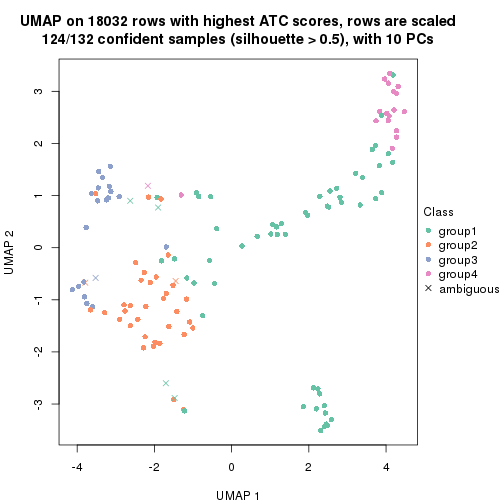 UMAP on 18032 rows with highest ATC scores, rows are scaled
124/132 confident samples (silhouette > 0.5), with 10 PCs
3
2
1
0
-1
-2
-3
UMAP 2
-4
-2
0
2
4
UMAP 1
Class
group1
group2
group3
group4
ambiguous